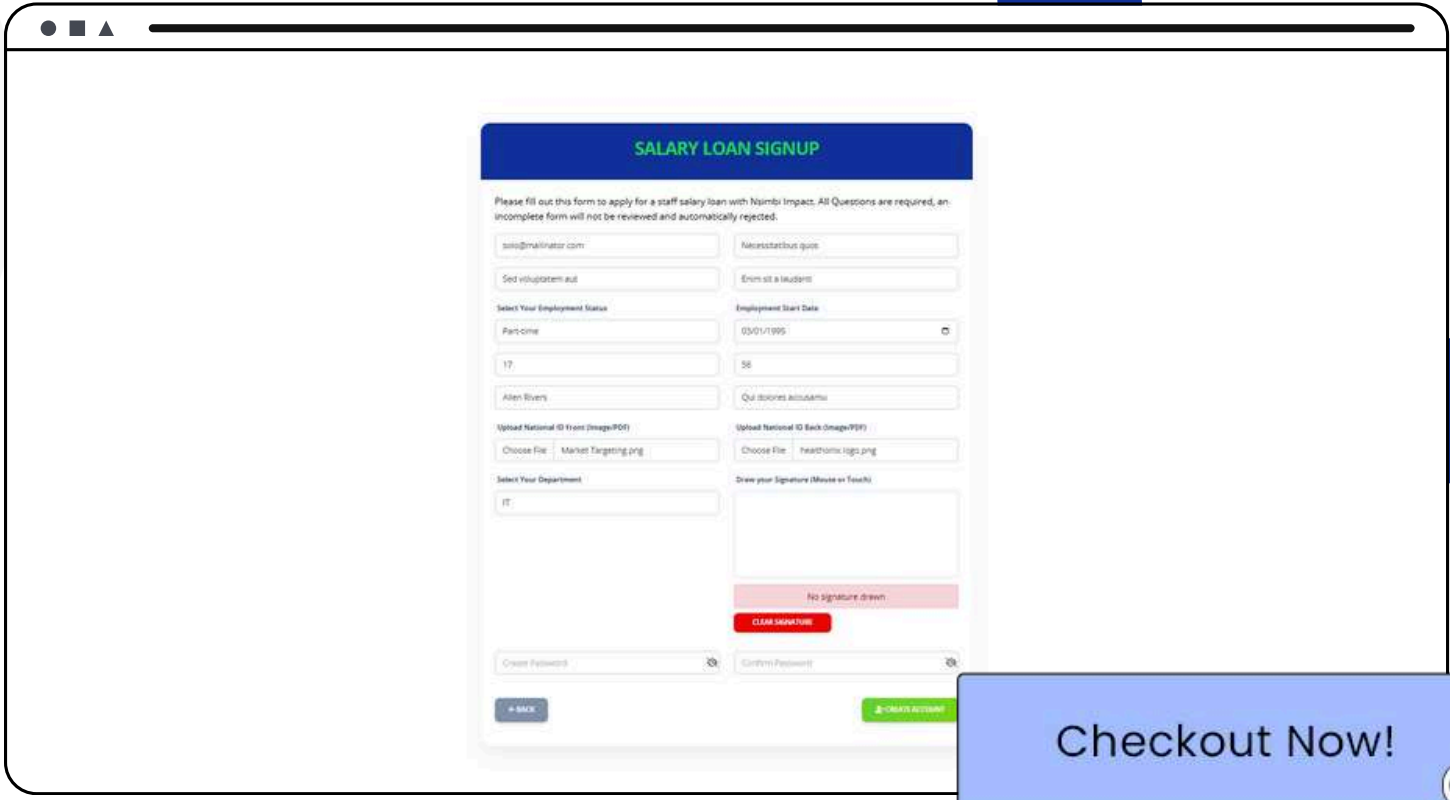 SALARY LOAN SIGNUP
Please fill out this form to apply for a staff salary loan with Nsimbi Impact. All Questions are required, an
incomplete form will not be reviewed and automatically rejected.
Necessitatibus quos
Sed voluptatem aut
Enim sit a laudanti
Select Your Employment Status
Employment Start Date
Part-time
03/01/1995
17
56
Allen Rivers
Qui dolores accusamu
Upload National ID Front (Image/PDF)
Upload National ID Back (Image/PDF)
Choose File Market Targeting.png
Choose File logo.png
Select Your Department
Draw your Signature (Mouse or Touch)
IT
No signature drawn
CLEAR SIGNATURE
Create Password
Confirm Password
BACK
CREATE ACCOUNT
Checkout Now!